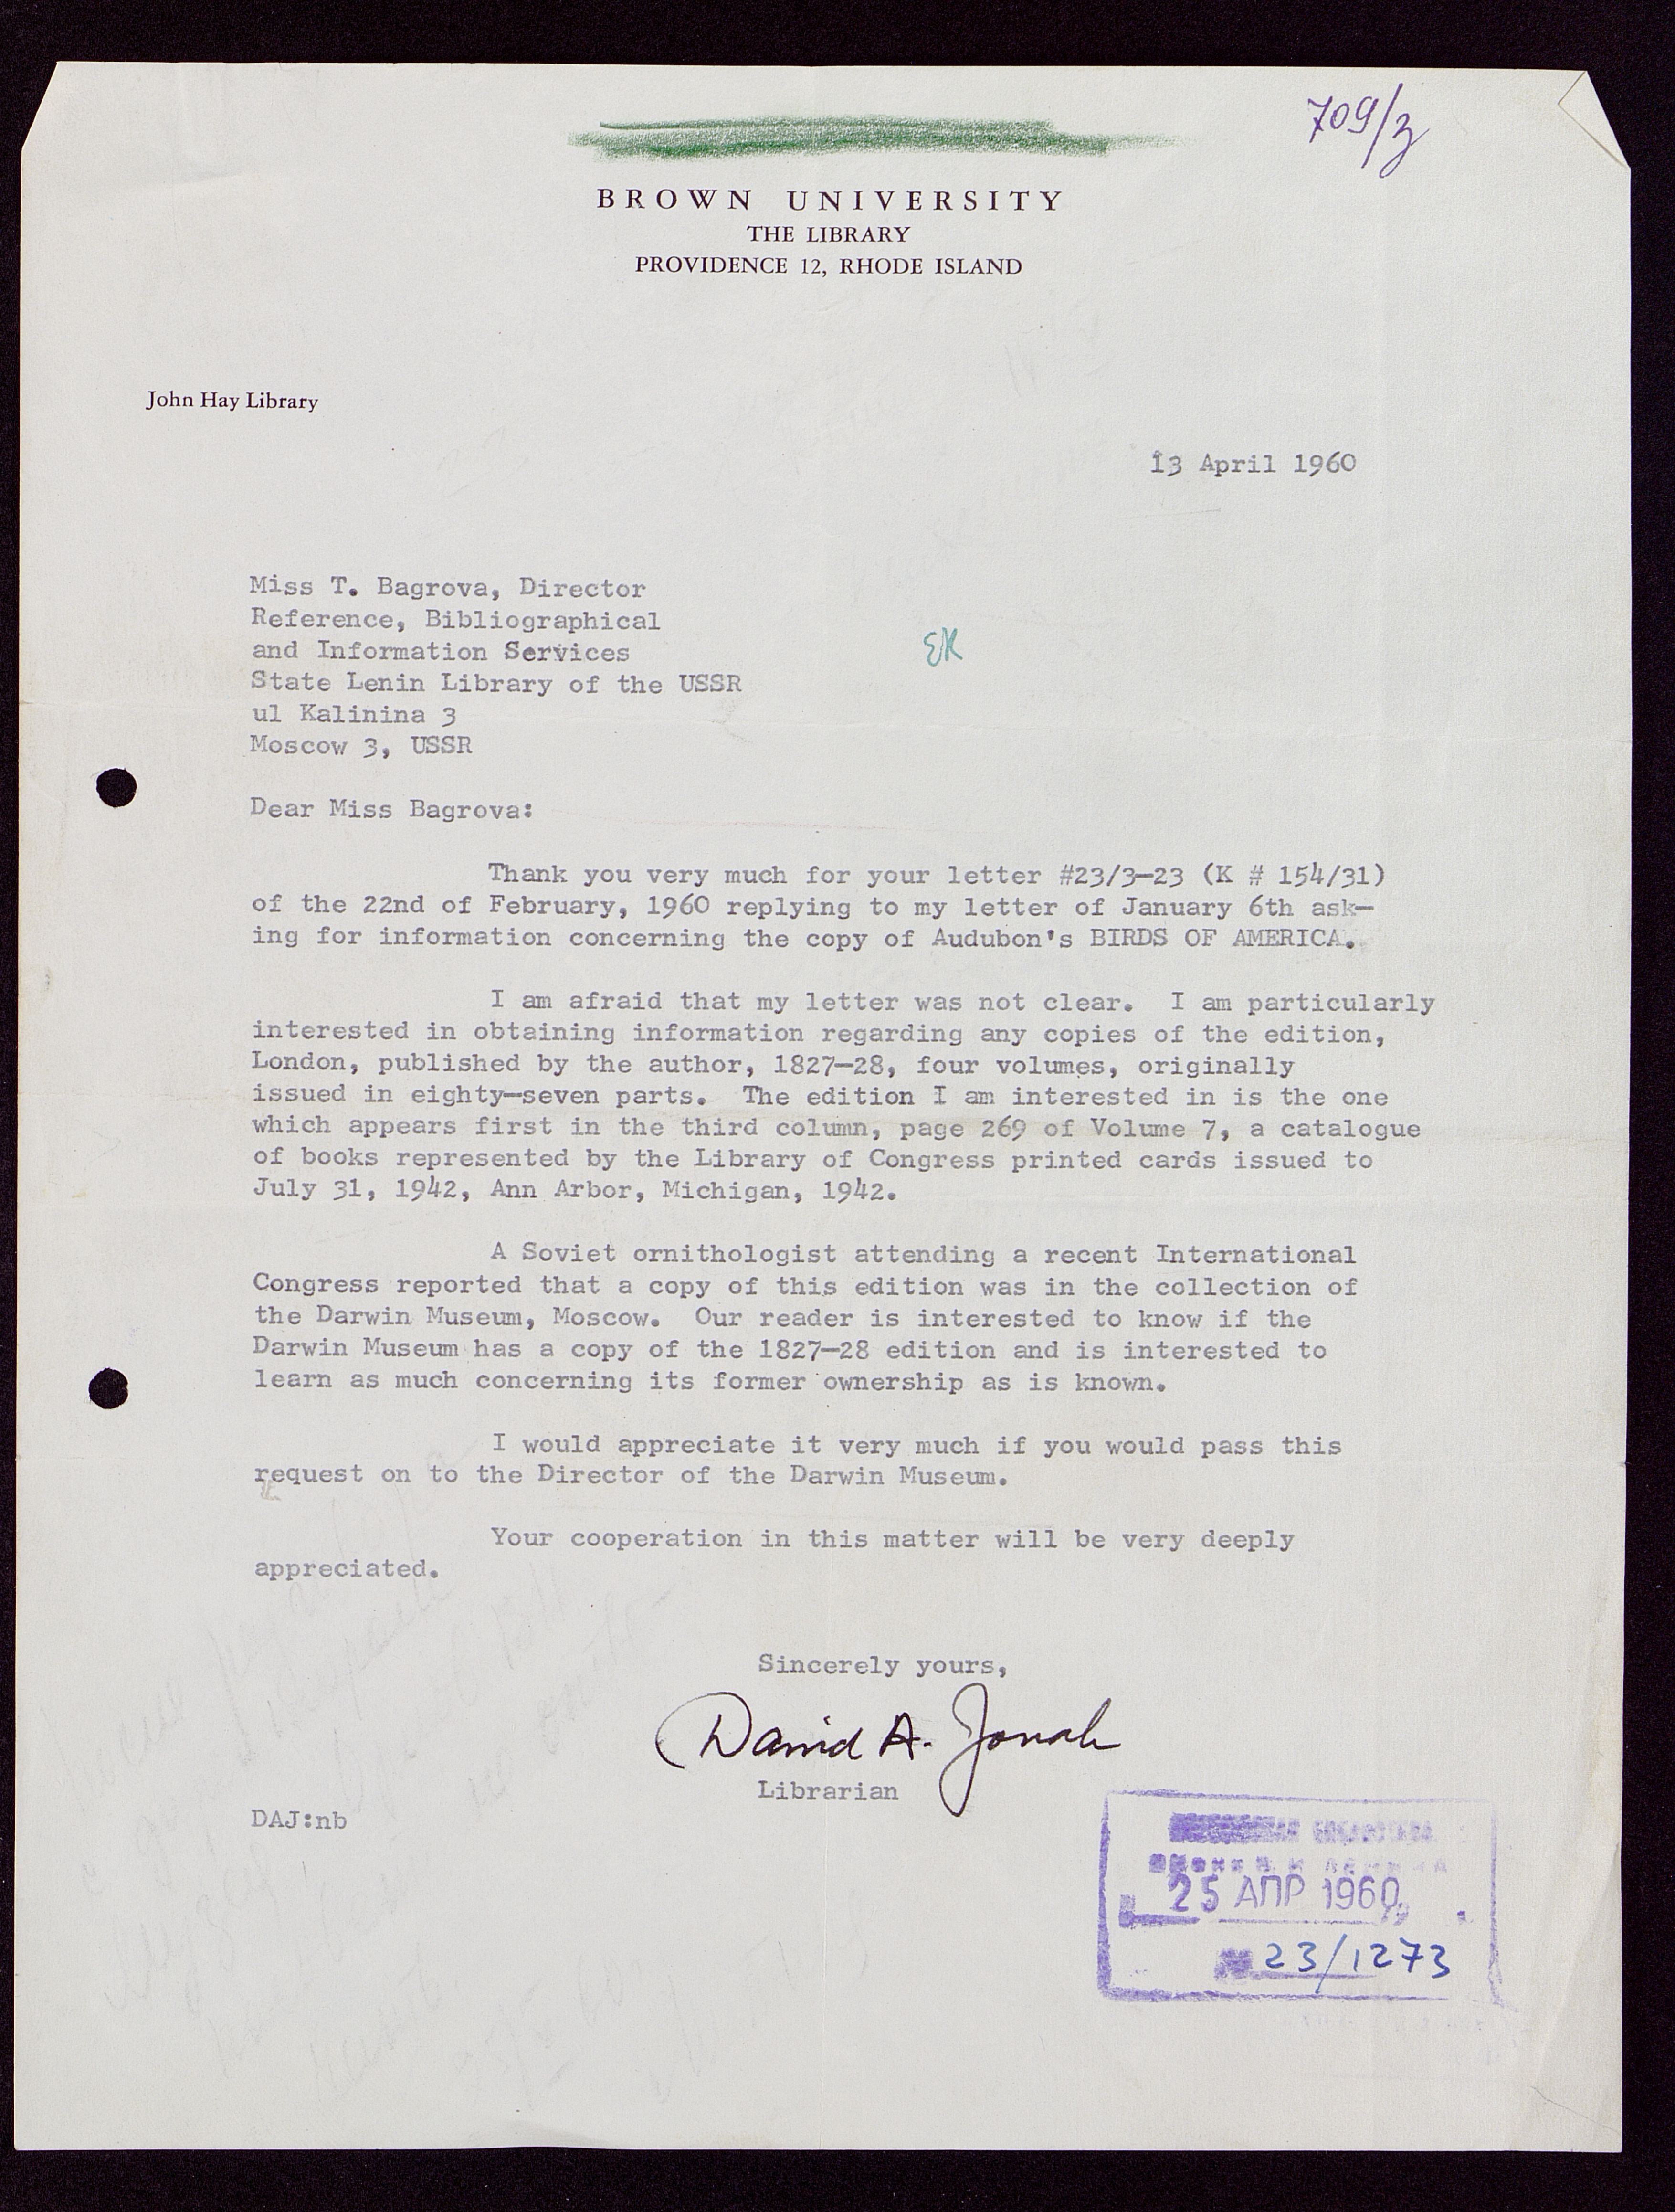 709/з
BROWN UNIVERSITY
THE LIBRARY
PROVIDENCE 12, RHODE ISLAND
John Hay Library
13 April 1960
Miss T. Bagrova, Director
Reference, Bibliographical
and Information Services
State Lenin Library of the USSR
ul Kalinina 3
Moscow 3, USSR
EK
Dear Miss Bagrova:
Thank you very much for your letter #23/3-23 (K # 154/31)
of the 22nd of February, 1960 replying to my letter of January 6th ask-
ing for information concerning the copy of Audubon's BIRDS OF AMERICA.
I am afraid that my letter was not clear. I am particularly
interested in obtaining information regarding any copies of the edition,
London, published by the author, 1827-28, four volumes, originally
issued in eighty-seven parts. The edition I am interested in is the one
which appears first in the third column, page 269 of Volume 7, a catalogue
of books represented by the Library of Congress printed cards issued to
July 31, 1942, Ann Arbor, Michigan, 1942.
A Soviet ornithologist attending a recent International
Congress reported that a copy of this edition was in the collection of
the Darwin Museum, Moscow. Our reader is interested to know if the
Darwin Museum has a copy of the 1827-28 edition and is interested to
learn as much concerning its former ownership as is known.
I would appreciate it very much if you would pass this
request on to the Director of the Darwin Museum.
Your cooperation in this matter will be very deeply
appreciated.
Sincerely yours,
David A. Jonah
Librarian
DAJ:nb
25 АПР 1960
23/1273